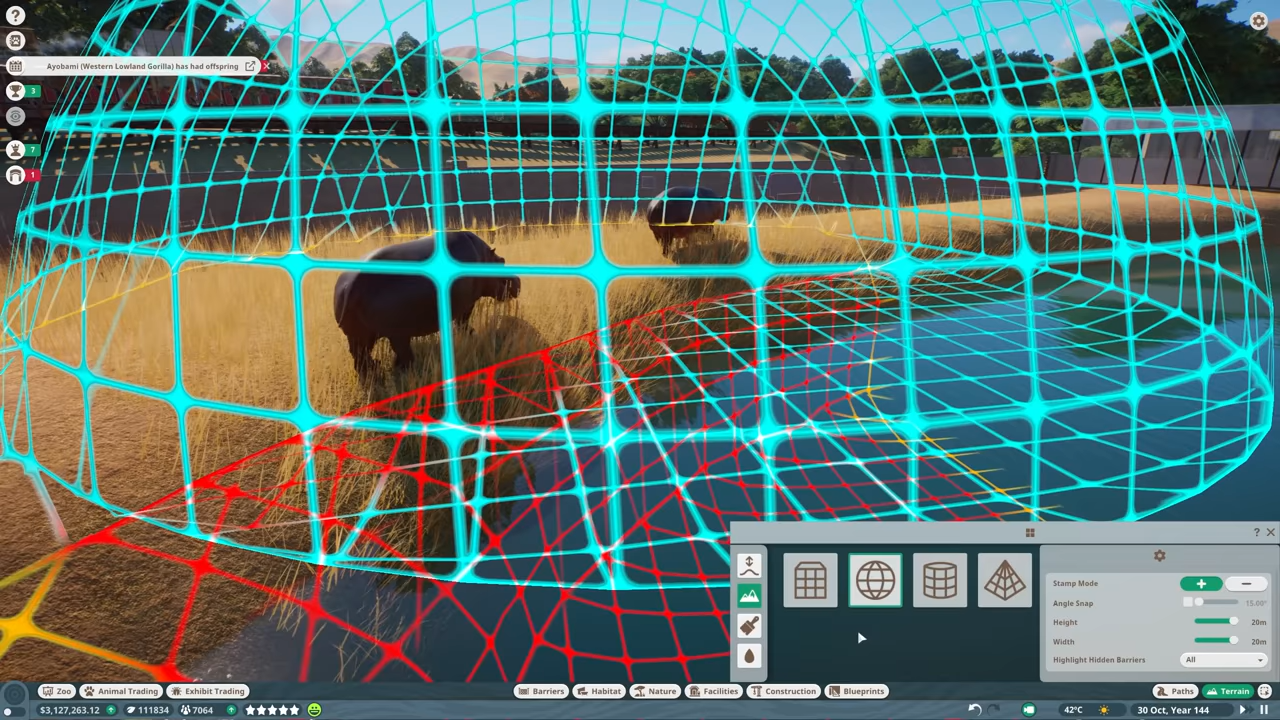 ?
Ayobami (Western Lowland Gorilla) has had offspring
3
7
1
? ×
Stamp Mode + −
Angle Snap 15.00°
Height 20m
Width 20m
Highlight Hidden Barriers All
Zoo Animal Trading Exhibit Trading Barriers Habitat Nature Facilities Construction Blueprints Paths Terrain
$3,127,263.12 111834 7064 42°C 30 Oct, Year 144